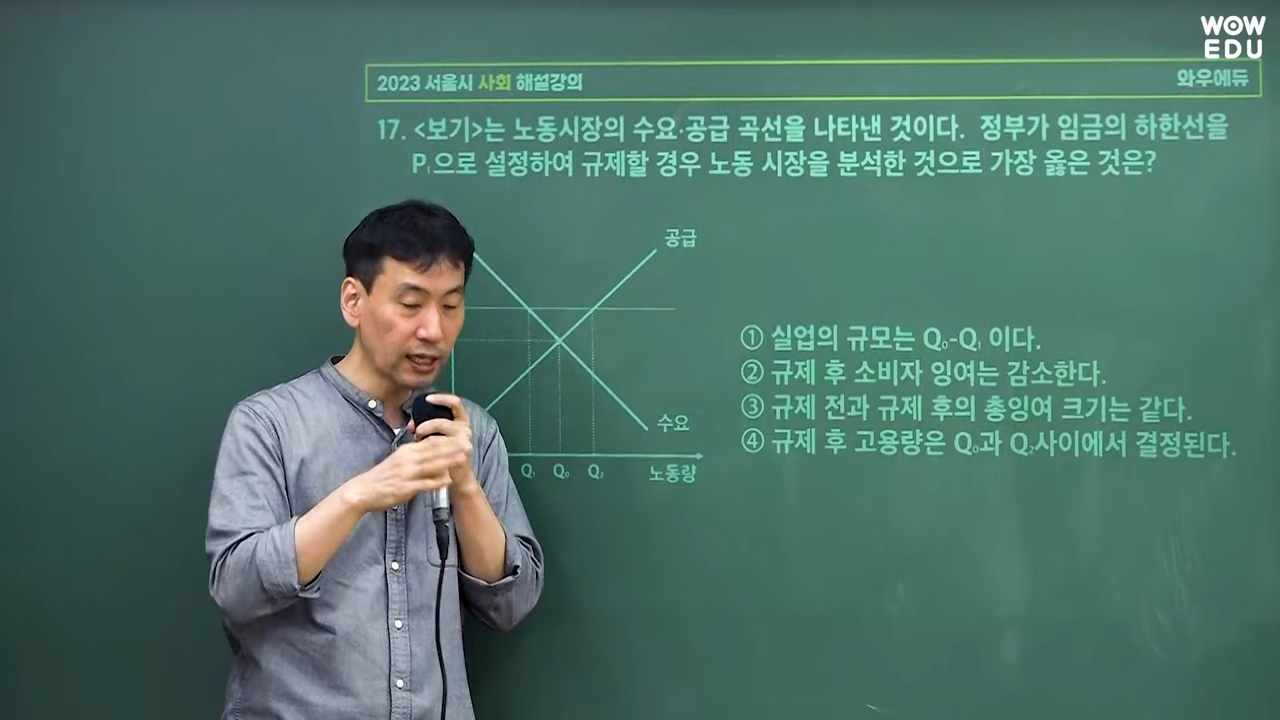 WOW
EDU
2023 서울시 사회 해설강의
와우에듀
17. <보기>는 노동시장의 수요·공급 곡선을 나타낸 것이다. 정부가 임금의 하한선을
P₁으로 설정하여 규제할 경우 노동 시장을 분석한 것으로 가장 옳은 것은?
공급
수요
Q₁ Q₀ Q₂ 노동량
① 실업의 규모는 Q₀-Q₁ 이다.
② 규제 후 소비자 잉여는 감소한다.
③ 규제 전과 규제 후의 총잉여 크기는 같다.
④ 규제 후 고용량은 Q₀과 Q₂사이에서 결정된다.